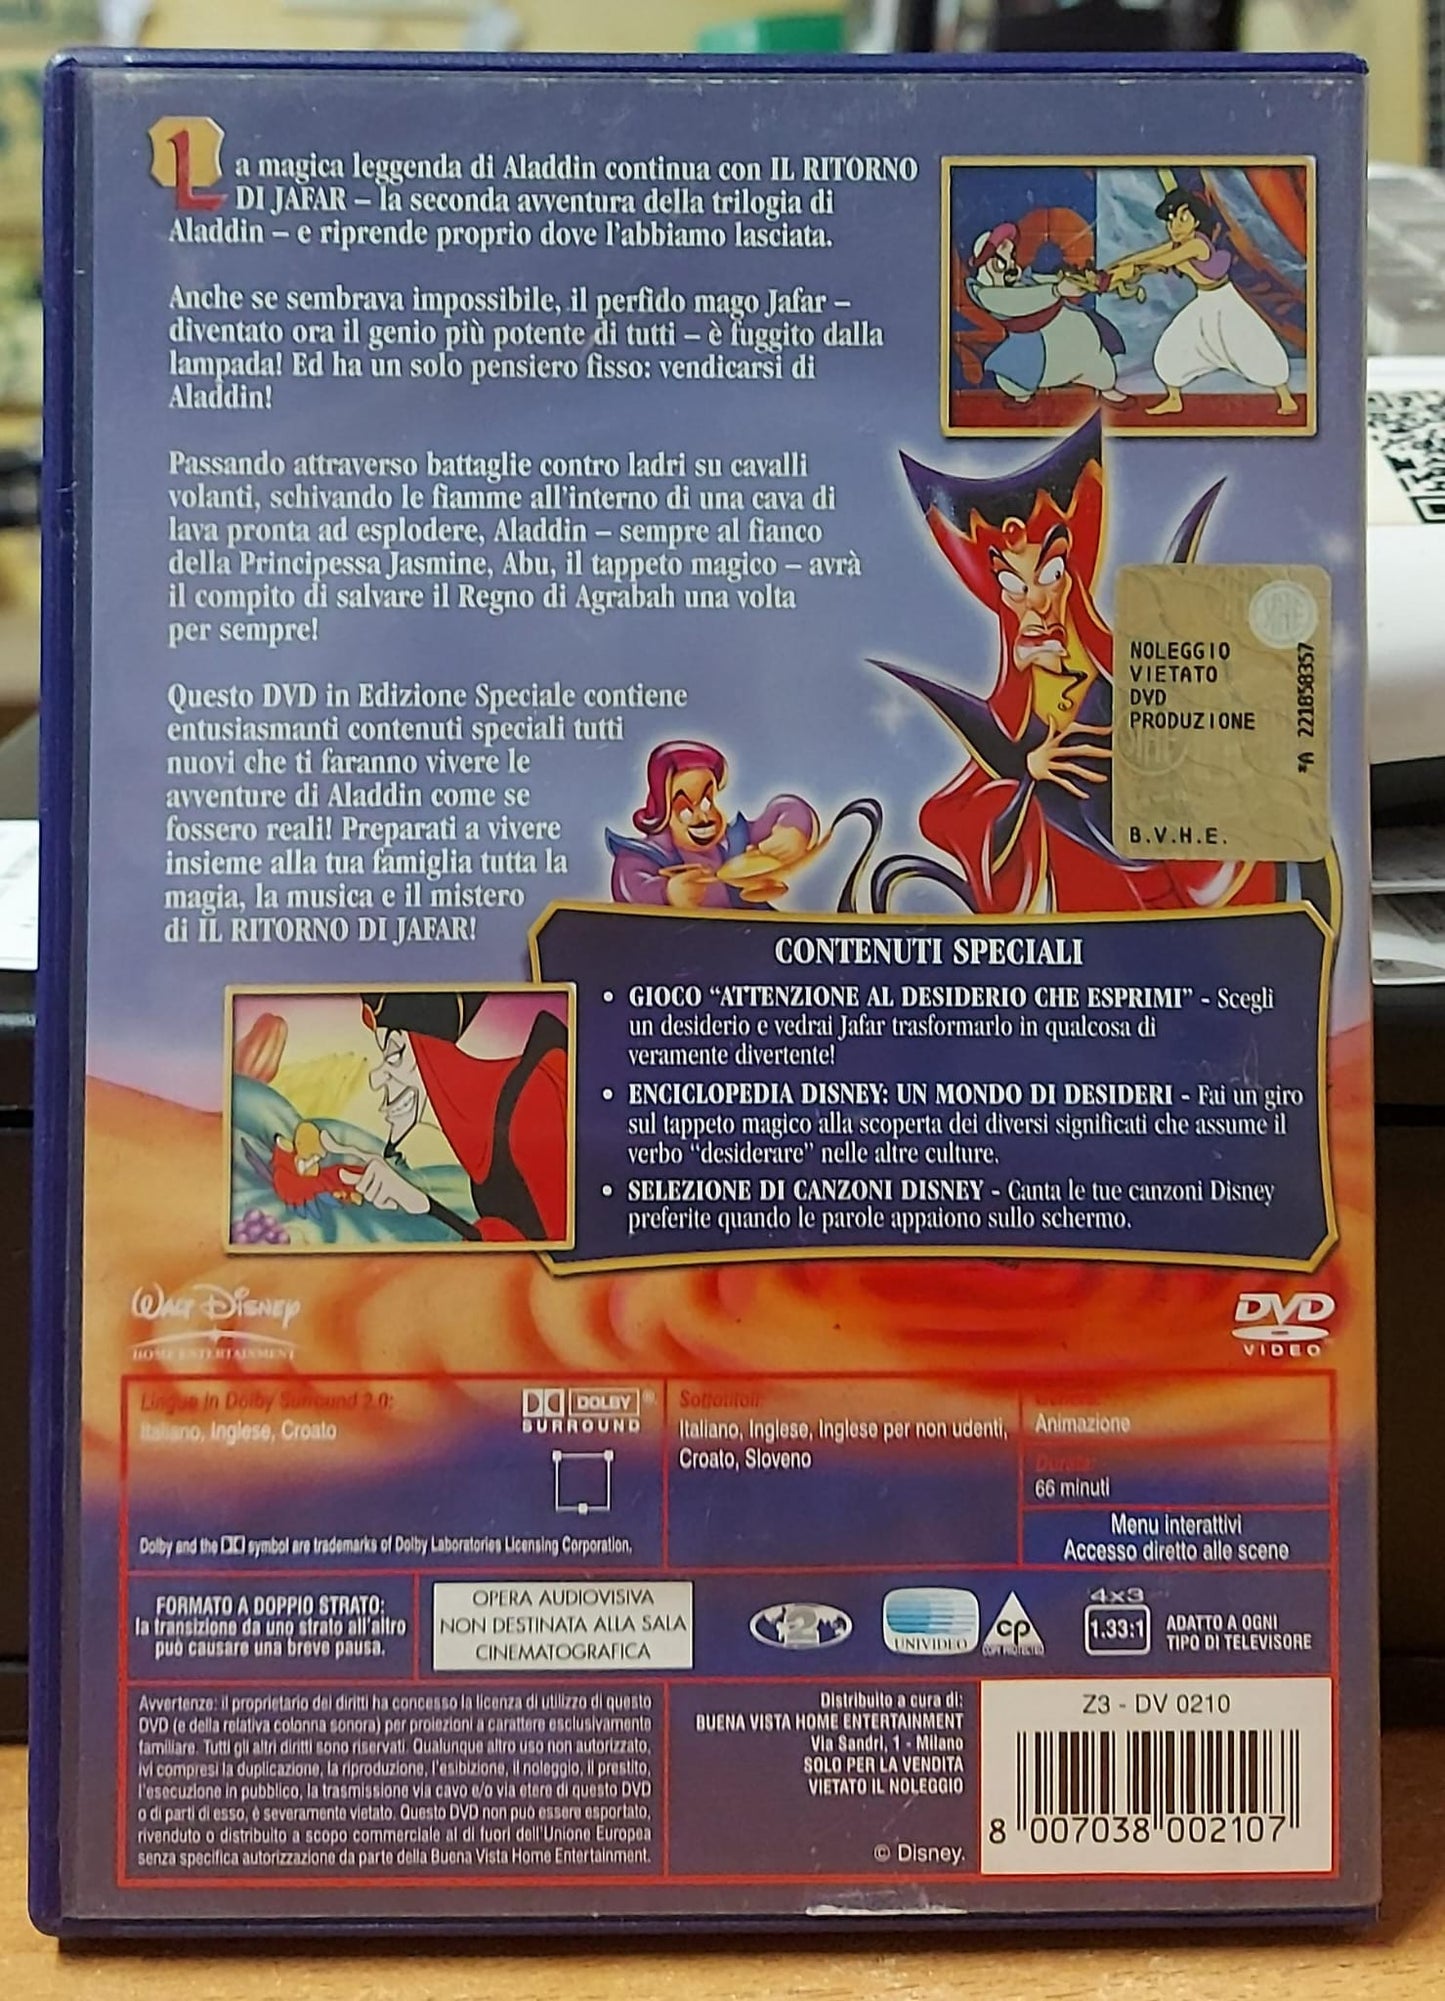 La magica leggenda di Aladdin continua con IL RITORNO
DI JAFAR – la seconda avventura della trilogia di
Aladdin – e riprende proprio dove l'abbiamo lasciata.
Anche se sembrava impossibile, il perfido mago Jafar –
diventato ora il genio più potente di tutti – è fuggito dalla
lampada! Ed ha un solo pensiero fisso: vendicarsi di
Aladdin!
Passando attraverso battaglie contro ladri su cavalli
volanti, schivando le fiamme all'interno di una cava di
lava pronta ad esplodere, Aladdin – sempre al fianco
della Principessa Jasmine, Abu, il tappeto magico – avrà
il compito di salvare il Regno di Agrabah una volta
per sempre!
Questo DVD in Edizione Speciale contiene
entusiasmanti contenuti speciali tutti
nuovi che ti faranno vivere le
avventure di Aladdin come se
fossero reali! Preparati a vivere
insieme alla tua famiglia tutta la
magia, la musica e il mistero
di IL RITORNO DI JAFAR!
NOLEGGIO
VIETATO
DVD
PRODUZIONE
B.V.H.E.
*A 221858357
CONTENUTI SPECIALI
• GIOCO “ATTENZIONE AL DESIDERIO CHE ESPRIMI” - Scegli
un desiderio e vedrai Jafar trasformarlo in qualcosa di
veramente divertente!
• ENCICLOPEDIA DISNEY: UN MONDO DI DESIDERI - Fai un giro
sul tappeto magico alla scoperta dei diversi significati che assume il
verbo “desiderare” nelle altre culture.
• SELEZIONE DI CANZONI DISNEY - Canta le tue canzoni Disney
preferite quando le parole appaiono sullo schermo.
WALT DISNEY
HOME ENTERTAINMENT
DVD
VIDEO
Lingue in Dolby Surround 2.0:
Italiano, Inglese, Croato
DOLBY®
SURROUND
Dolby and the symbol are trademarks of Dolby Laboratories Licensing Corporation.
Sottotitoli:
Italiano, Inglese, Inglese per non udenti,
Croato, Sloveno
Animazione
Durata:
66 minuti
Menu interattivi
Accesso diretto alle scene
FORMATO A DOPPIO STRATO:
la transizione da uno strato all'altro
può causare una breve pausa.
OPERA AUDIOVISIVA
NON DESTINATA ALLA SALA
CINEMATOGRAFICA
2
UNIVIDEO
cp
COPY PROTECTED
4x3
1.33:1
ADATTO A OGNI
TIPO DI TELEVISORE
Avvertenze: il proprietario dei diritti ha concesso la licenza di utilizzo di questo
DVD (e della relativa colonna sonora) per proiezioni a carattere esclusivamente
familiare. Tutti gli altri diritti sono riservati. Qualunque altro uso non autorizzato,
ivi compresi la duplicazione, la riproduzione, l'esibizione, il noleggio, il prestito,
l'esecuzione in pubblico, la trasmissione via cavo e/o via etere di questo DVD
o di parti di esso, è severamente vietato. Questo DVD non può essere esportato,
rivenduto o distribuito a scopo commerciale al di fuori dell'Unione Europea
senza specifica autorizzazione da parte della Buena Vista Home Entertainment.
Distribuito a cura di:
BUENA VISTA HOME ENTERTAINMENT
Via Sandri, 1 - Milano
SOLO PER LA VENDITA
VIETATO IL NOLEGGIO
© Disney.
Z3 - DV 0210
8 007038 002107